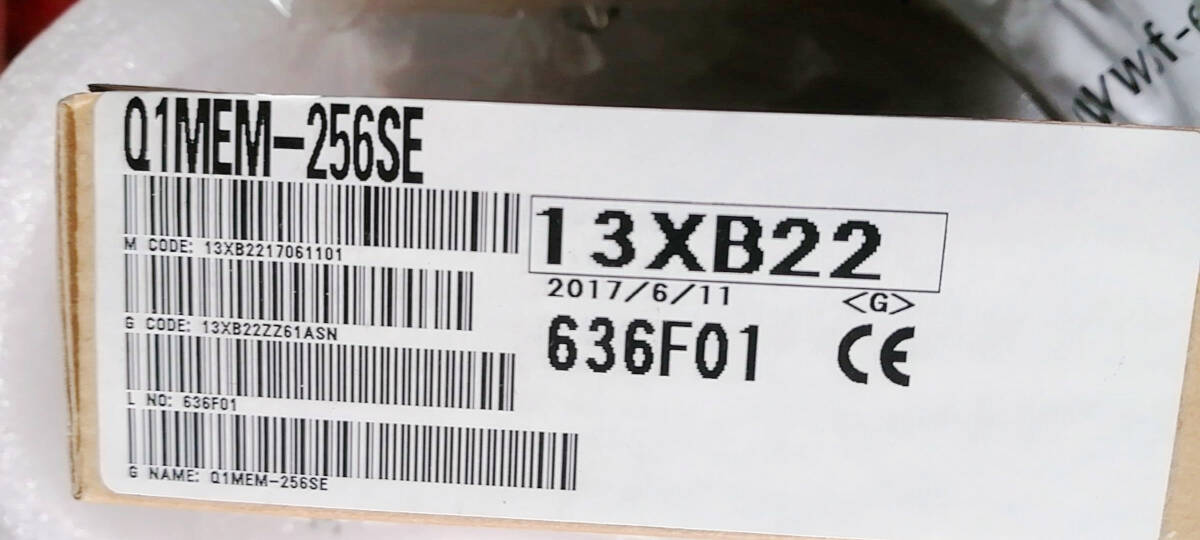 Q1MEM-256SE
M CODE: 13XB2217061101
G CODE: 13XB22ZZ61ASN
L NO: 636F01
G NAME: Q1MEM-256SE
13XB22
2017/6/11 <G>
636F01 CE